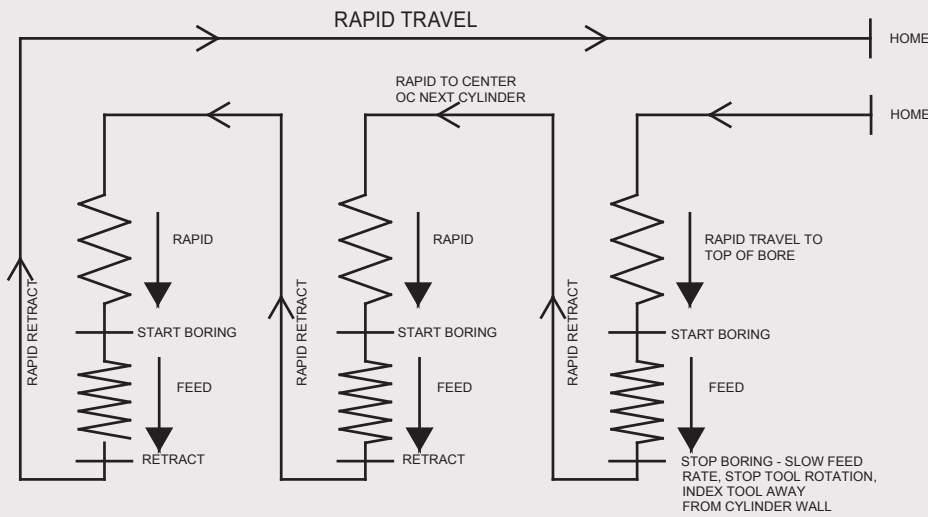 RAPID TRAVEL
HOME
RAPID TO CENTER
OC NEXT CYLINDER
HOME
RAPID
RAPID
RAPID TRAVEL TO
TOP OF BORE
RAPID RETRACT
RAPID RETRACT
RAPID RETRACT
START BORING
START BORING
START BORING
FEED
FEED
FEED
RETRACT
RETRACT
STOP BORING - SLOW FEED
RATE, STOP TOOL ROTATION,
INDEX TOOL AWAY
FROM CYLINDER WALL